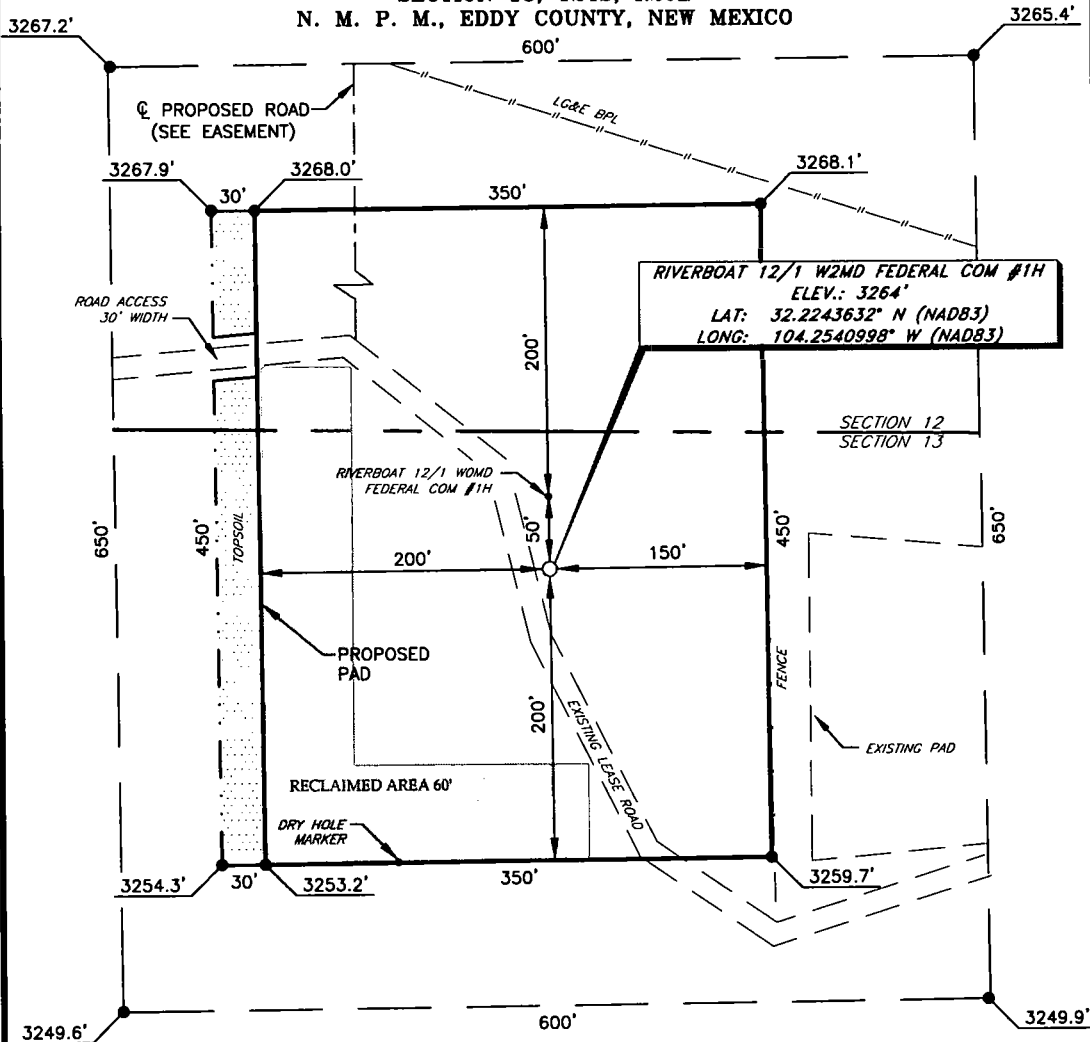 N. M. P. M., EDDY COUNTY, NEW MEXICO
3267.2'
3265.4'
600'
℄ PROPOSED ROAD
(SEE EASEMENT)
LG&E BPL
3267.9'
30'
3268.0'
350'
3268.1'
ROAD ACCESS
30' WIDTH
RIVERBOAT 12/1 W2MD FEDERAL COM #1H
ELEV.: 3264'
LAT: 32.2243632° N (NAD83)
LONG: 104.2540998° W (NAD83)
200'
SECTION 12
SECTION 13
RIVERBOAT 12/1 W0MD
FEDERAL COM #1H
650'
450'
TOPSOIL
50'
200'
150'
450'
650'
PROPOSED
PAD
FENCE
200'
EXISTING LEASE ROAD
EXISTING PAD
RECLAIMED AREA 60'
DRY HOLE
MARKER
3254.3'
30'
3253.2'
350'
3259.7'
3249.6'
600'
3249.9'